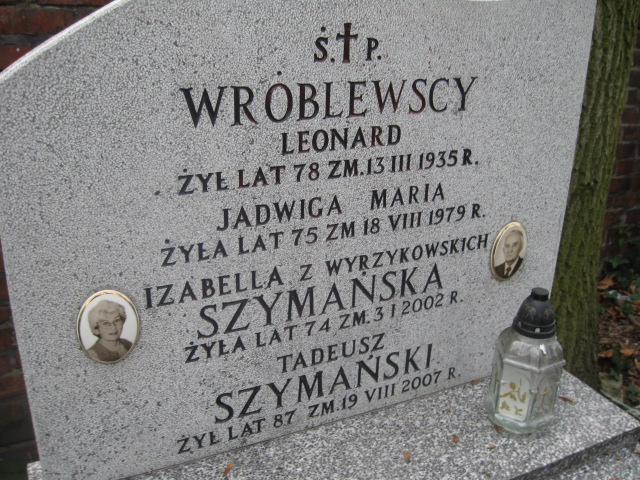 Ś.†P.
WRÓBLEWSCY
LEONARD
ŻYŁ LAT 78 ZM. 13 III 1935 R.
JADWIGA MARIA
ŻYŁA LAT 75 ZM 18 VIII 1979 R.
IZABELLA Z WYRZYKOWSKICH
SZYMAŃSKA
ŻYŁA LAT 74 ZM. 3 I 2002 R.
TADEUSZ
SZYMAŃSKI
ŻYŁ LAT 87 ZM. 19 VIII 2007 R.